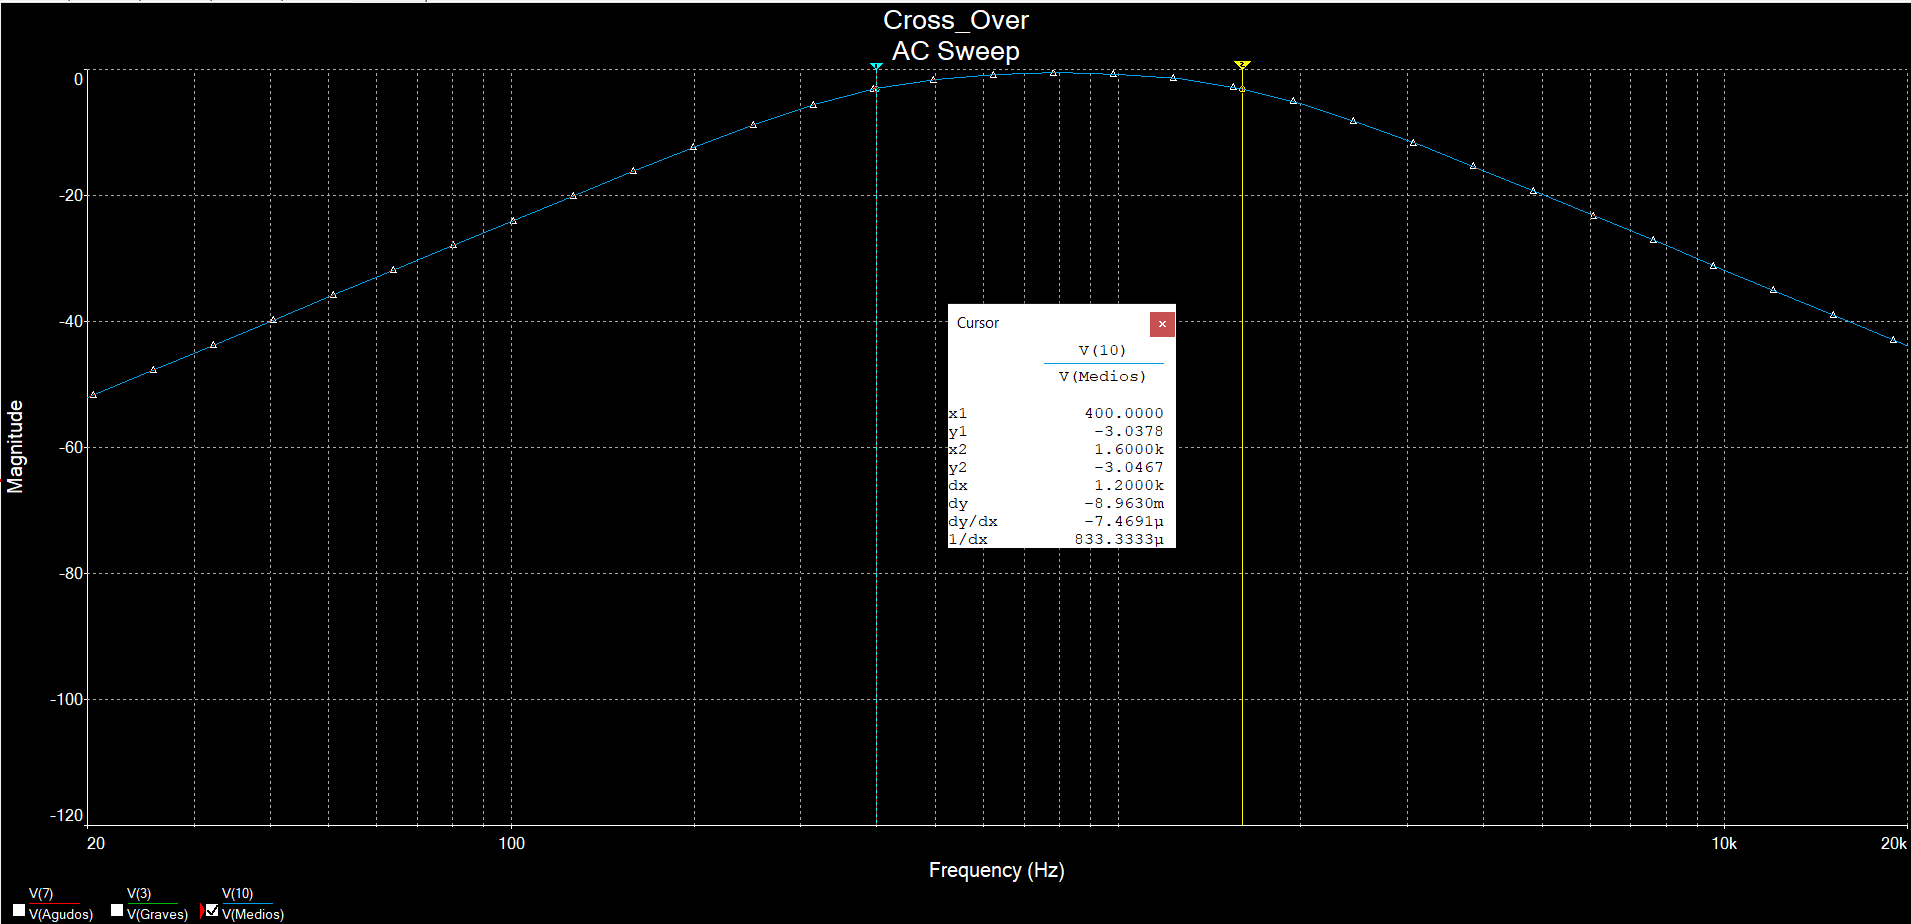 Cross_Over
AC Sweep
0
-20
-40
-60
-80
-100
-120
Magnitude
1
2
Cursor
V(10)
V(Medios)
x1 400.0000
y1 -3.0378
x2 1.6000k
y2 -3.0467
dx 1.2000k
dy -8.9630m
dy/dx -7.4691µ
1/dx 833.3333µ
20 100 10k 20k
Frequency (Hz)
V(7) V(3) V(10)
V(Agudos) V(Graves) V(Medios)